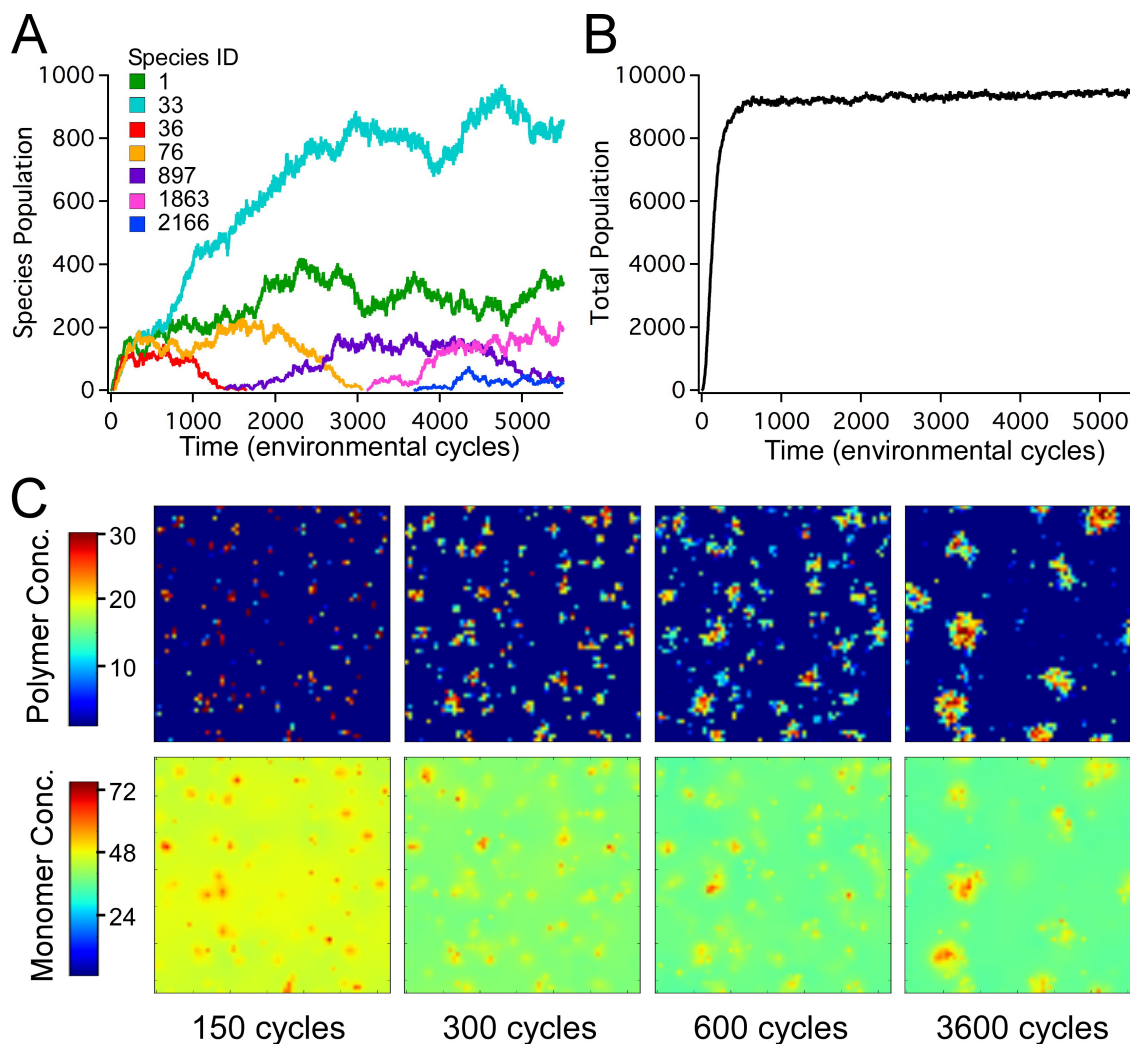 A
Species ID
1
33
36
76
897
1863
2166
1000
800
600
400
200
0
Species Population
0 1000 2000 3000 4000 5000
Time (environmental cycles)
B
10000
8000
6000
4000
2000
0
Total Population
0 1000 2000 3000 4000 5000
Time (environmental cycles)
C
Polymer Conc.
30
20
10
Monomer Conc.
72
48
24
150 cycles 300 cycles 600 cycles 3600 cycles